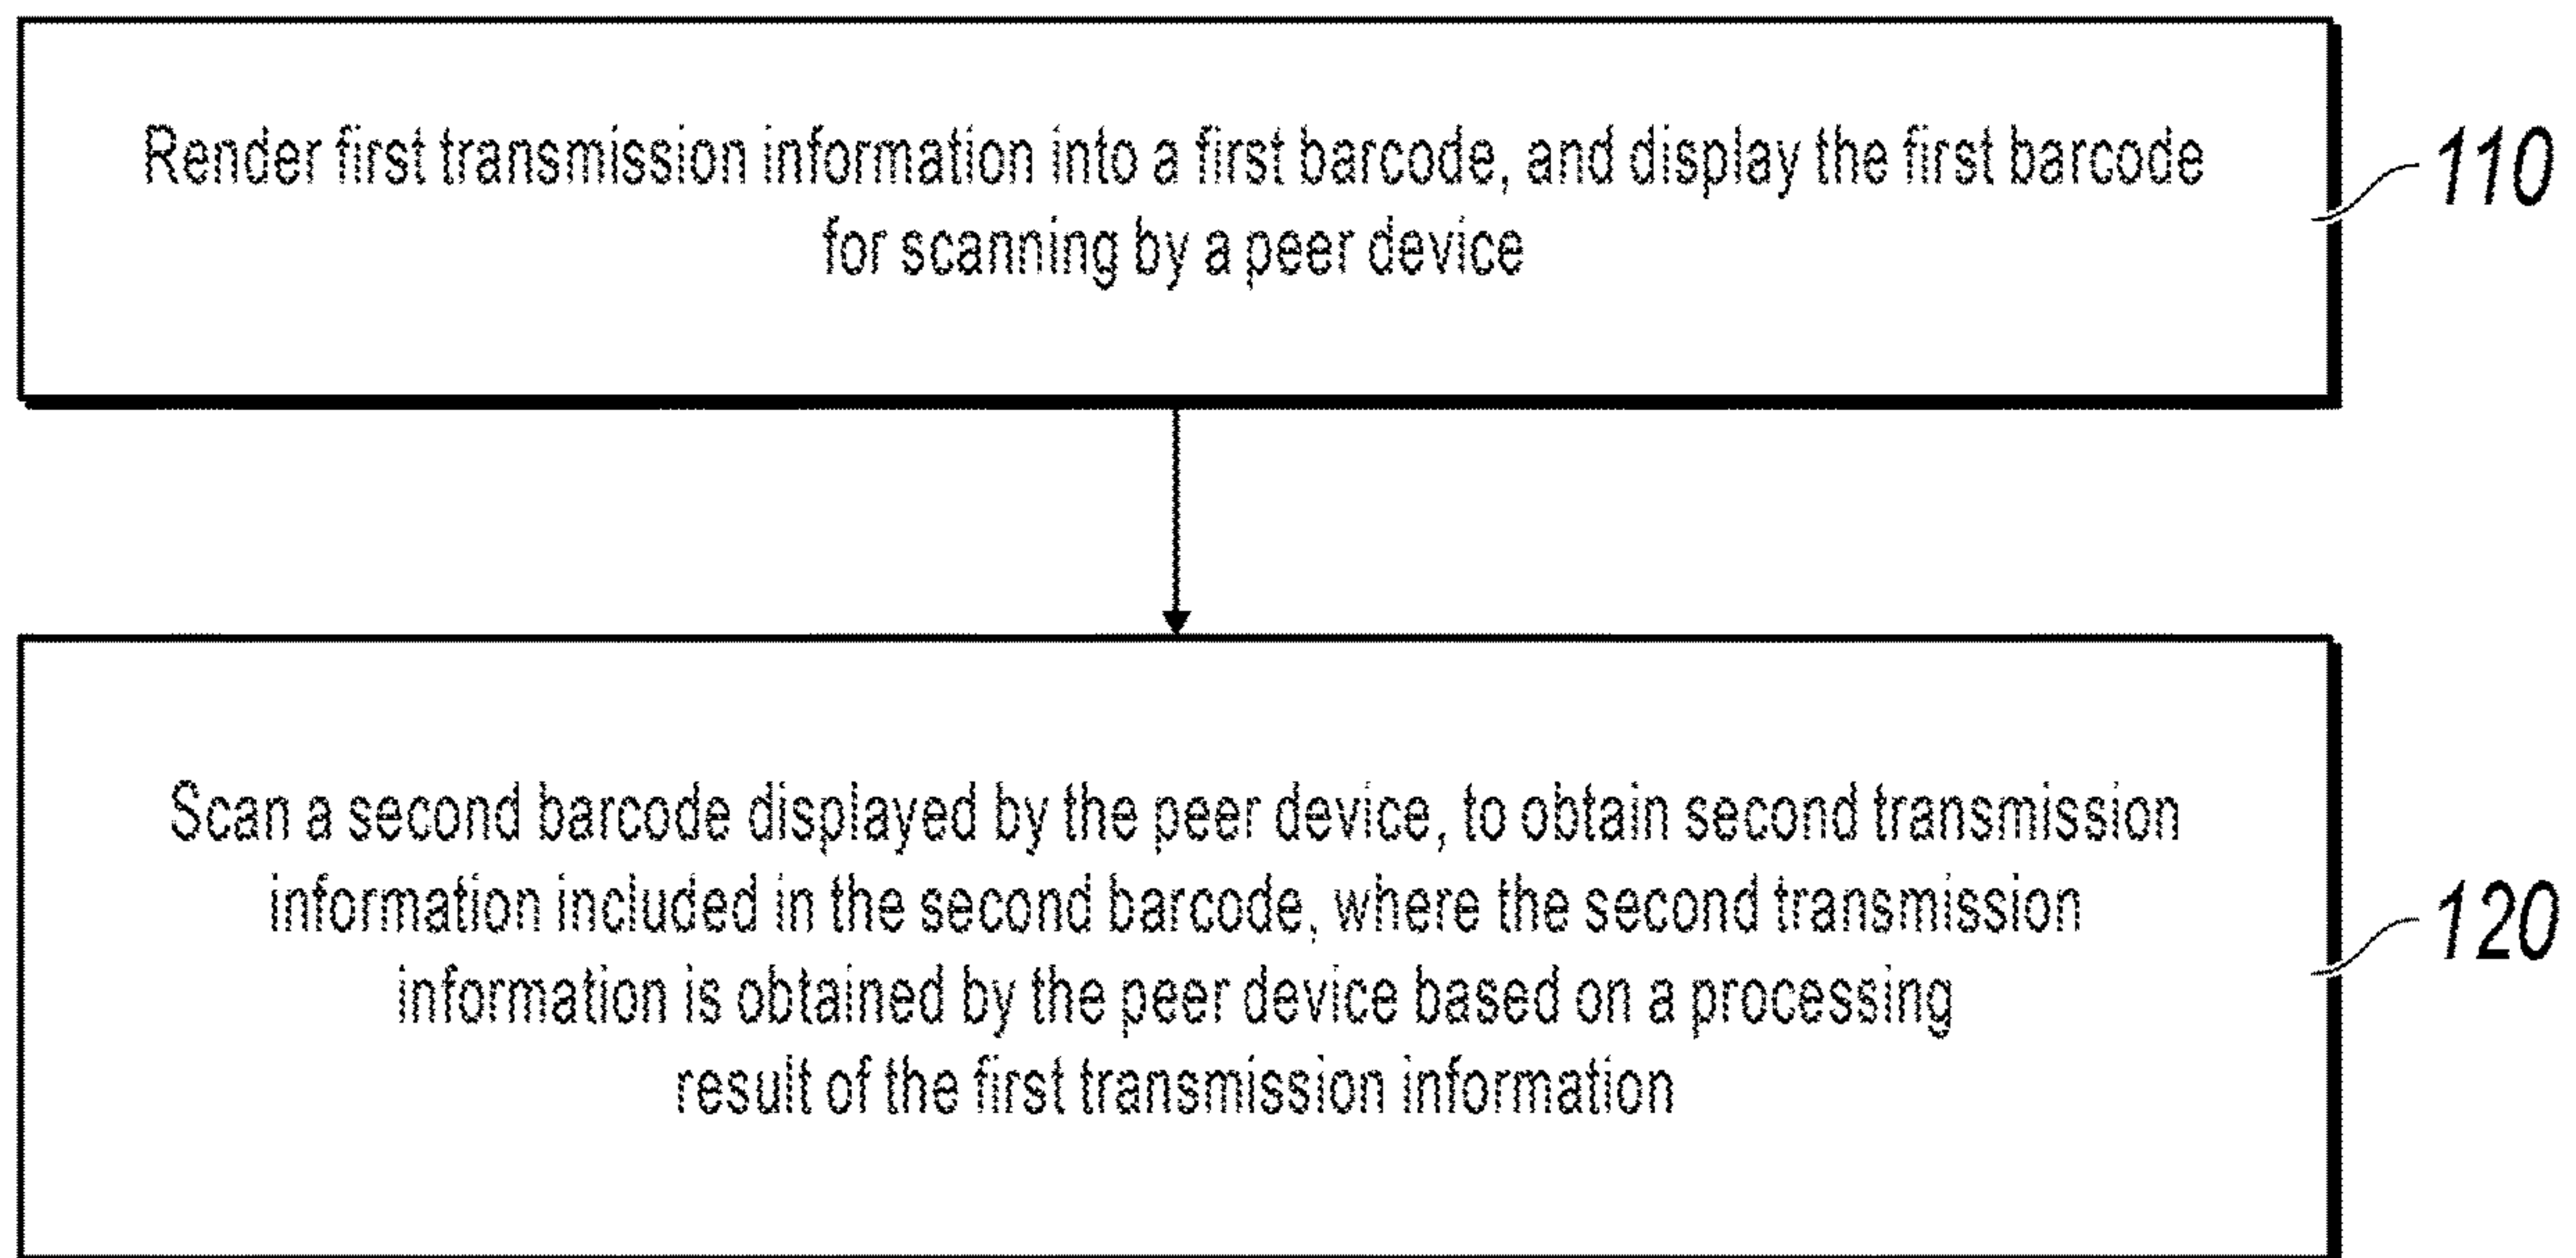 Render first transmission information into a first barcode, and display the first barcode
for scanning by a peer device
110
Scan a second barcode displayed by the peer device, to obtain second transmission
information included in the second barcode, where the second transmission
information is obtained by the peer device based on a processing
result of the first transmission information
120